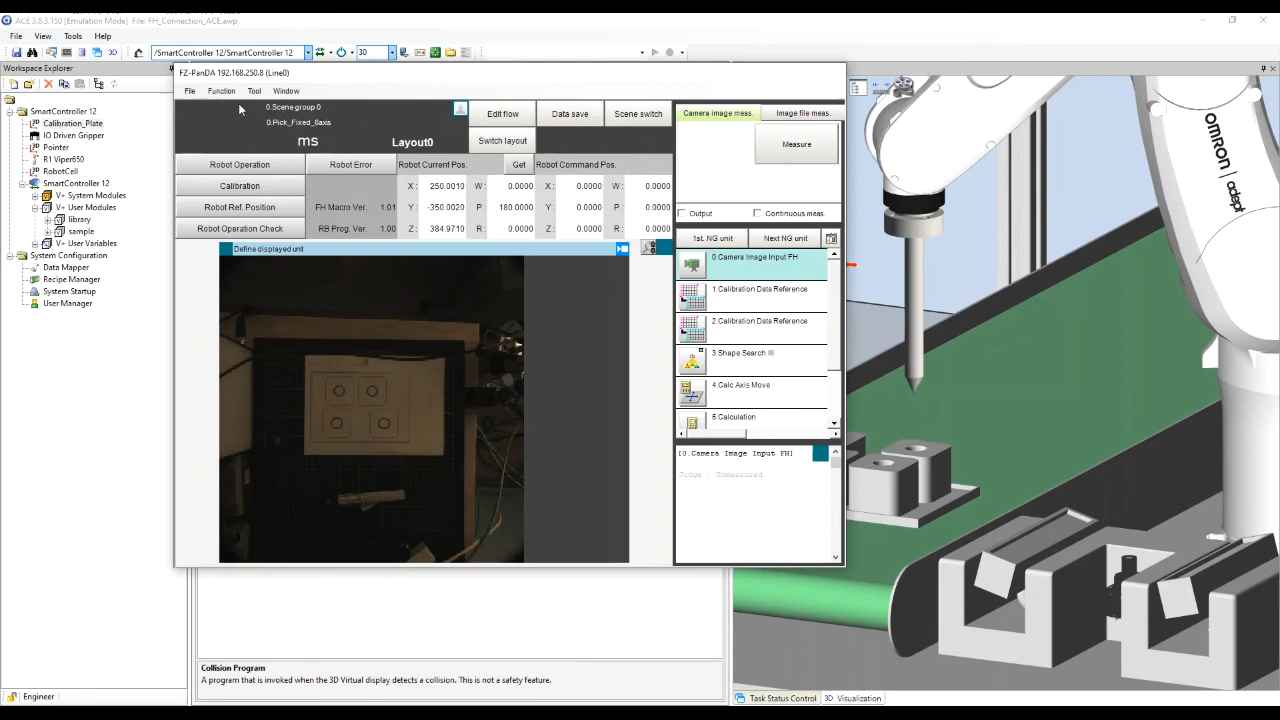 ACE 3.8.3.150 [Emulation Mode] File: FH_Connection_ACE.awp
File View Tools Help
/SmartController 12/SmartController 12
30
Workspace Explorer
SmartController 12
Calibration_Plate
IO Driven Gripper
Pointer
R1 Viper650
RobotCell
SmartController 12
V+ System Modules
V+ User Modules
library
sample
V+ User Variables
System Configuration
Data Mapper
Recipe Manager
System Startup
User Manager
Engineer
FZ-PanDA 192.168.250.8 (Line0)
File Function Tool Window
0.Scene group 0
0.Pick_Fixed_6axis
ms
Layout0
Edit flow
Data save
Scene switch
Switch layout
Robot Operation
Robot Error
Robot Current Pos.
Get
Robot Command Pos.
Calibration
X : 250.0010 W : 0.0000 X : 0.0000 W : 0.0000
Robot Ref. Position
FH Macro Ver. 1.01
Y : -350.0020 P : 180.0000 Y : 0.0000 P : 0.0000
Robot Operation Check
RB Prog. Ver. 1.00
Z : 384.9710 R : 0.0000 Z : 0.0000 R : 0.0000
Define displayed unit
Camera image meas.
Image file meas.
Measure
Output
Continuous meas.
1st. NG unit
Next NG unit
0.Camera Image Input FH
1.Calibration Data Reference
2.Calibration Data Reference
3.Shape Search III
4.Calc Axis Move
5.Calculation
[0.Camera Image Input FH]
Judge : Unmeasured
Collision Program
A program that is invoked when the 3D Virtual display detects a collision. This is not a safety feature.
OMRON | adept
Task Status Control
3D Visualization